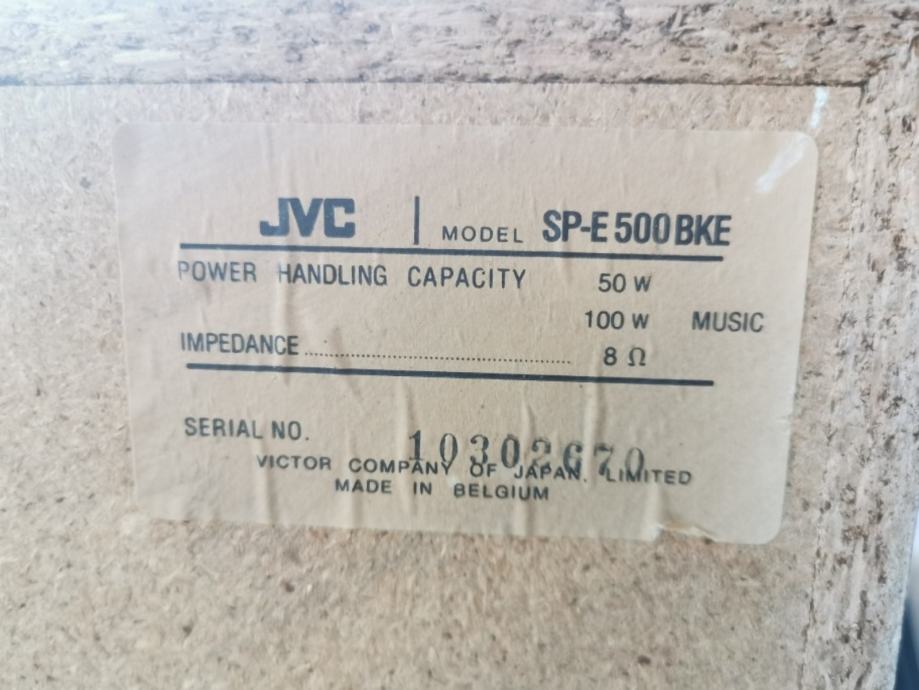 JVC | MODEL SP-E500BKE
POWER HANDLING CAPACITY 50 W
100 W MUSIC
IMPEDANCE 8 Ω
SERIAL NO. 10302670
VICTOR COMPANY OF JAPAN, LIMITED
MADE IN BELGIUM